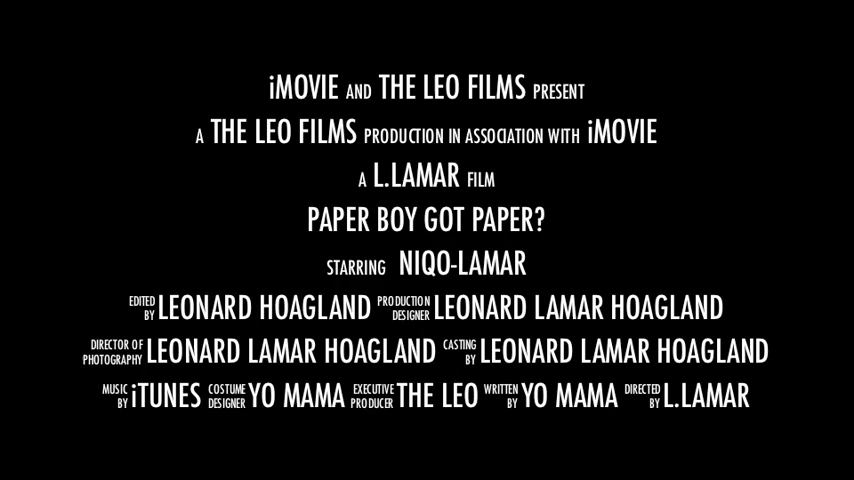 iMOVIE AND THE LEO FILMS PRESENT
A THE LEO FILMS PRODUCTION IN ASSOCIATION WITH iMOVIE
A L.LAMAR FILM
PAPER BOY GOT PAPER?
STARRING NIQO-LAMAR
EDITED BY LEONARD HOAGLAND PRODUCTION DESIGNER LEONARD LAMAR HOAGLAND
DIRECTOR OF PHOTOGRAPHY LEONARD LAMAR HOAGLAND CASTING BY LEONARD LAMAR HOAGLAND
MUSIC BY iTUNES COSTUME DESIGNER YO MAMA EXECUTIVE PRODUCER THE LEO WRITTEN BY YO MAMA DIRECTED BY L.LAMAR